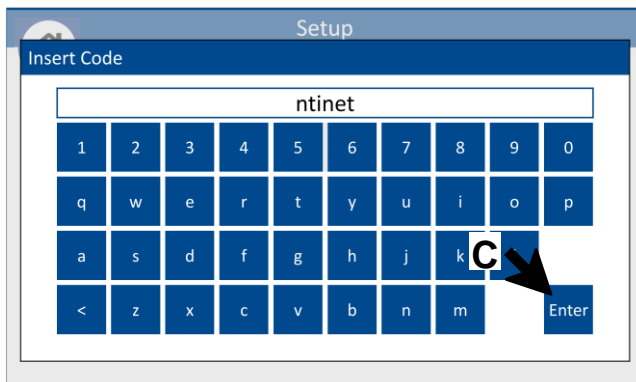 Setup
Insert Code
ntinet
1 2 3 4 5 6 7 8 9 0
q w e r t y u i o p
a s d f g h j k C
< z x c v b n m Enter